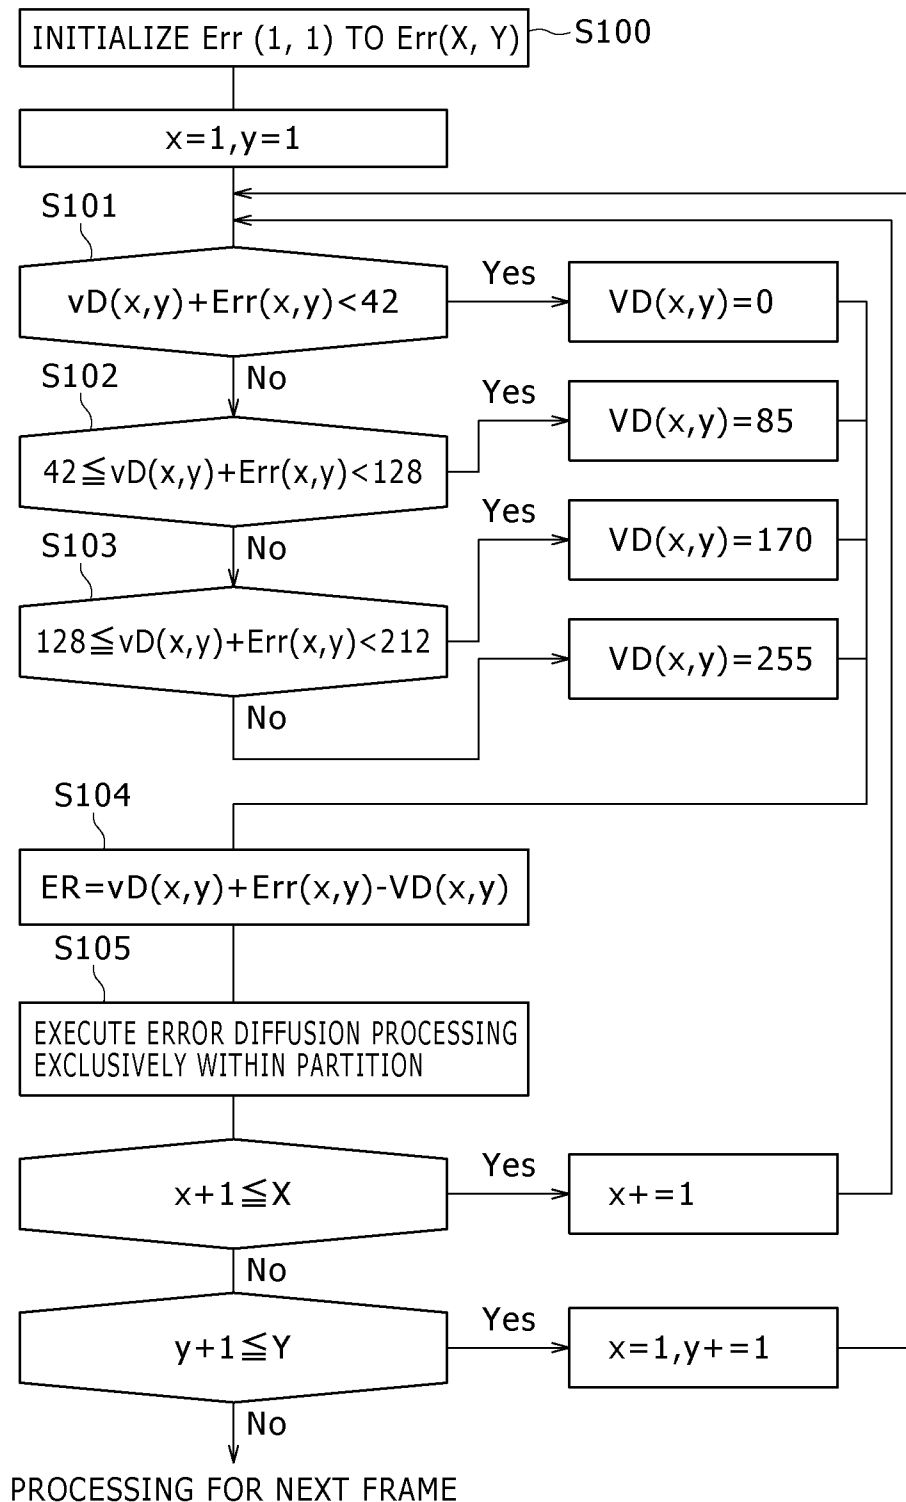 INITIALIZE Err (1, 1) TO Err(X, Y)
S100
x=1,y=1
S101
vD(x,y)+Err(x,y)<42
Yes
VD(x,y)=0
No
S102
42≦vD(x,y)+Err(x,y)<128
Yes
VD(x,y)=85
No
S103
128≦vD(x,y)+Err(x,y)<212
Yes
VD(x,y)=170
No
VD(x,y)=255
S104
ER=vD(x,y)+Err(x,y)-VD(x,y)
S105
EXECUTE ERROR DIFFUSION PROCESSING
EXCLUSIVELY WITHIN PARTITION
x+1≦X
Yes
x+=1
No
y+1≦Y
Yes
x=1,y+=1
No
PROCESSING FOR NEXT FRAME